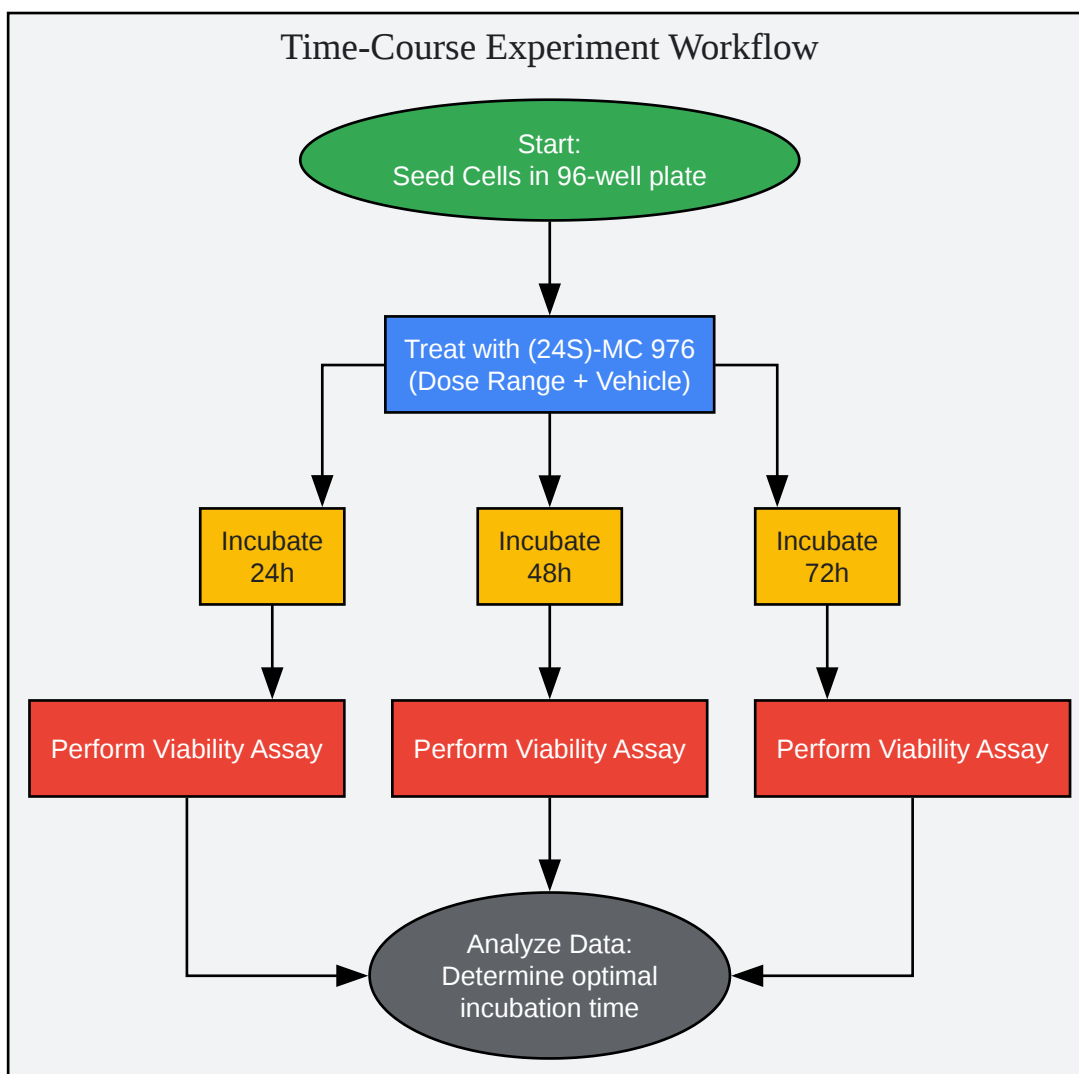 Time-Course Experiment Workflow
Start:
Seed Cells in 96-well plate
Treat with (24S)-MC 976
(Dose Range + Vehicle)
Incubate
24h
Incubate
48h
Incubate
72h
Perform Viability Assay
Perform Viability Assay
Perform Viability Assay
Analyze Data:
Determine optimal
incubation time